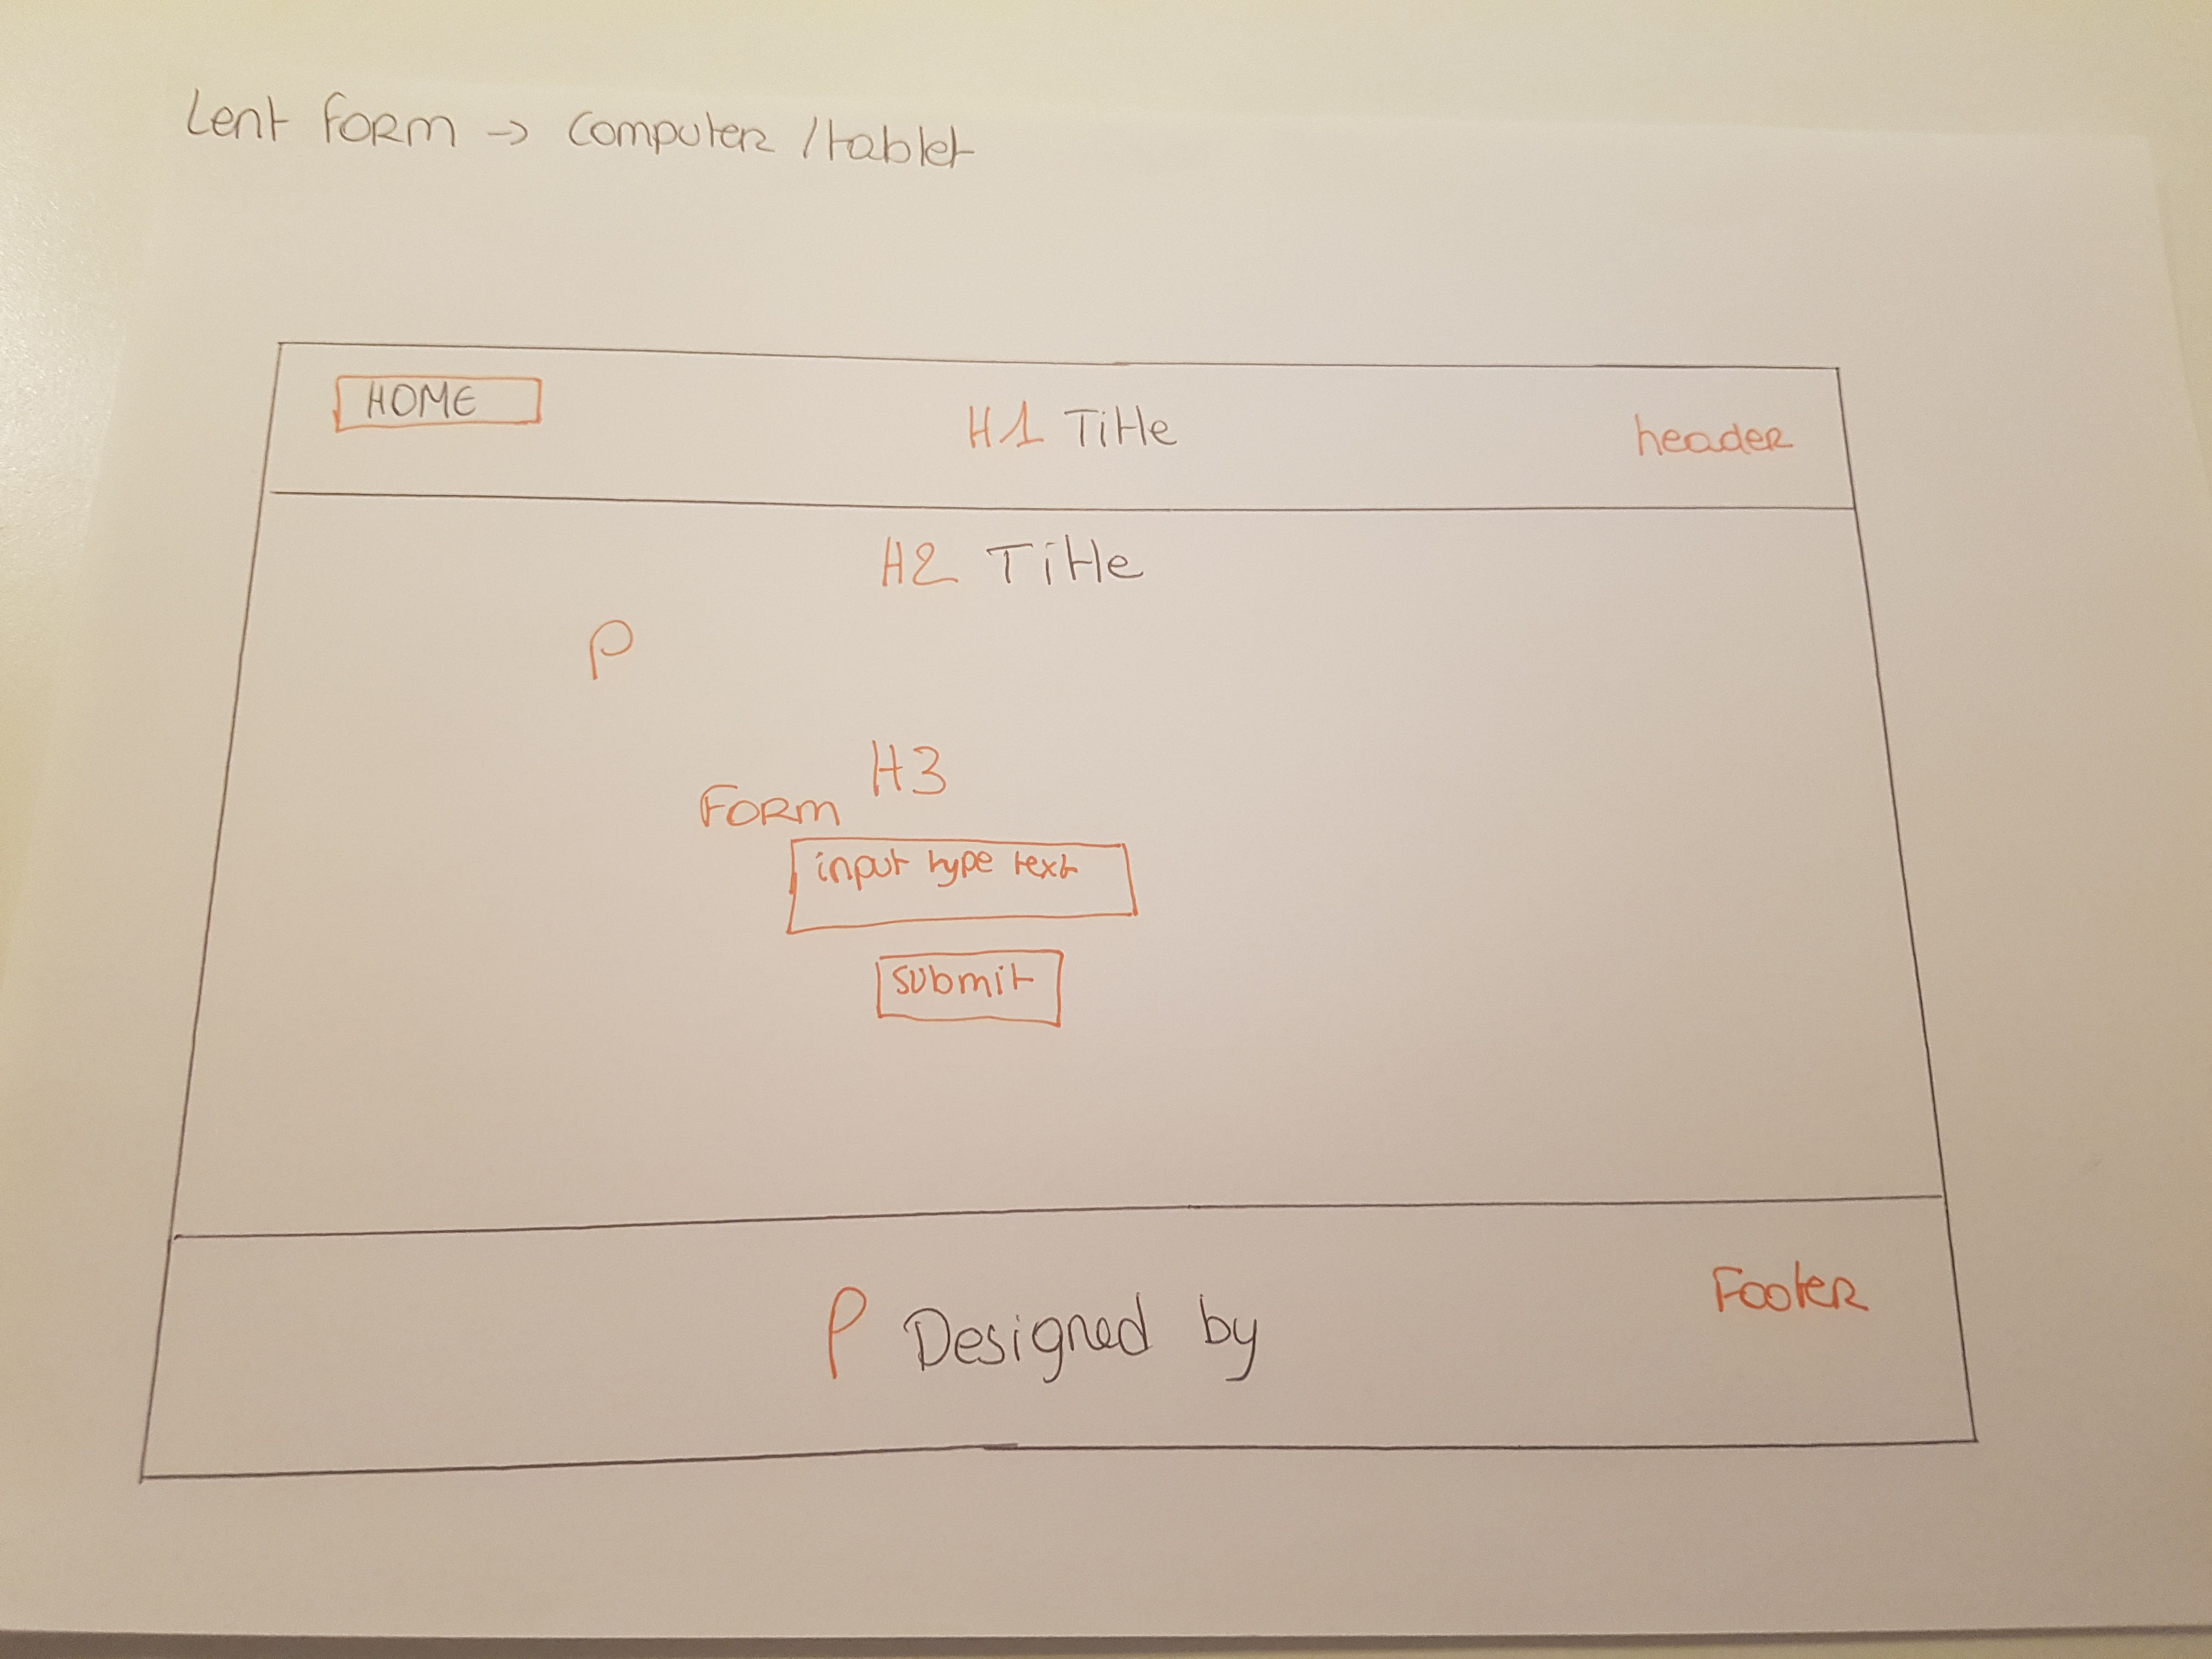 Lent Form → Computer / tablet
HOME
H1 Title
header
H2 Title
P
H3
Form
input type text
submit
P Designed by
Footer